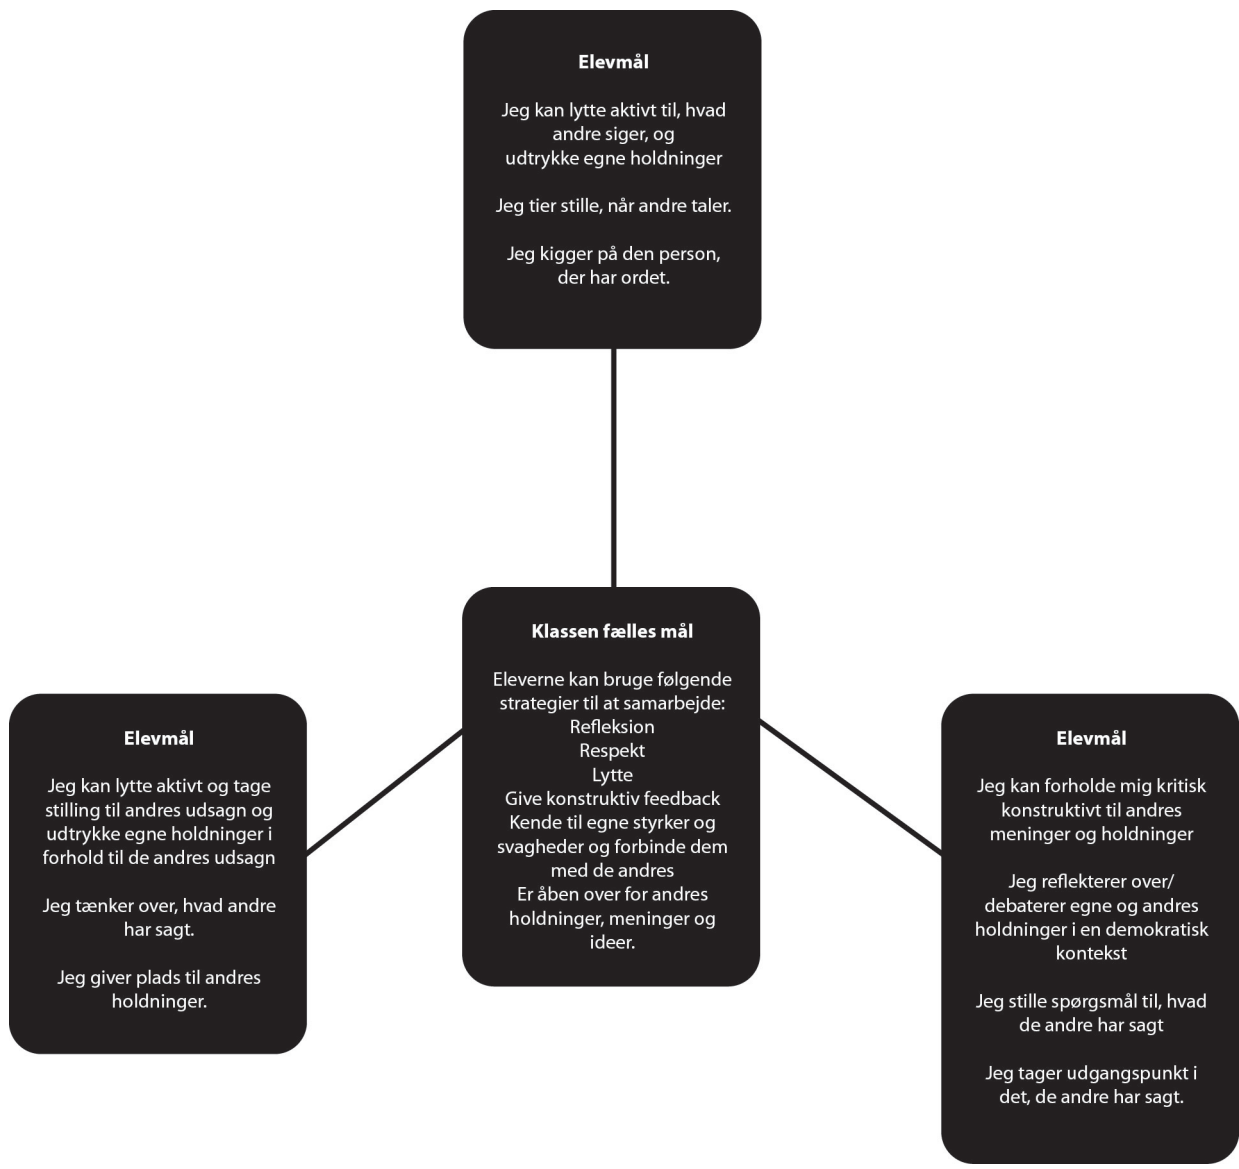 Elevmål
Jeg kan lytte aktivt til, hvad
andre siger, og
udtrykke egne holdninger
Jeg tier stille, når andre taler.
Jeg kigger på den person,
der har ordet.
Klassen fælles mål
Eleverne kan bruge følgende
strategier til at samarbejde:
Refleksion
Respekt
Lytte
Give konstruktiv feedback
Kende til egne styrker og
svagheder og forbinde dem
med de andres
Er åben over for andres
holdninger, meninger og
ideer.
Elevmål
Jeg kan lytte aktivt og tage
stilling til andres udsagn og
udtrykke egne holdninger i
forhold til de andres udsagn
Jeg tænker over, hvad andre
har sagt.
Jeg giver plads til andres
holdninger.
Elevmål
Jeg kan forholde mig kritisk
konstruktivt til andres
meninger og holdninger
Jeg reflekterer over/
debaterer egne og andres
holdninger i en demokratisk
kontekst
Jeg stille spørgsmål til, hvad
de andre har sagt
Jeg tager udgangspunkt i
det, de andre har sagt.